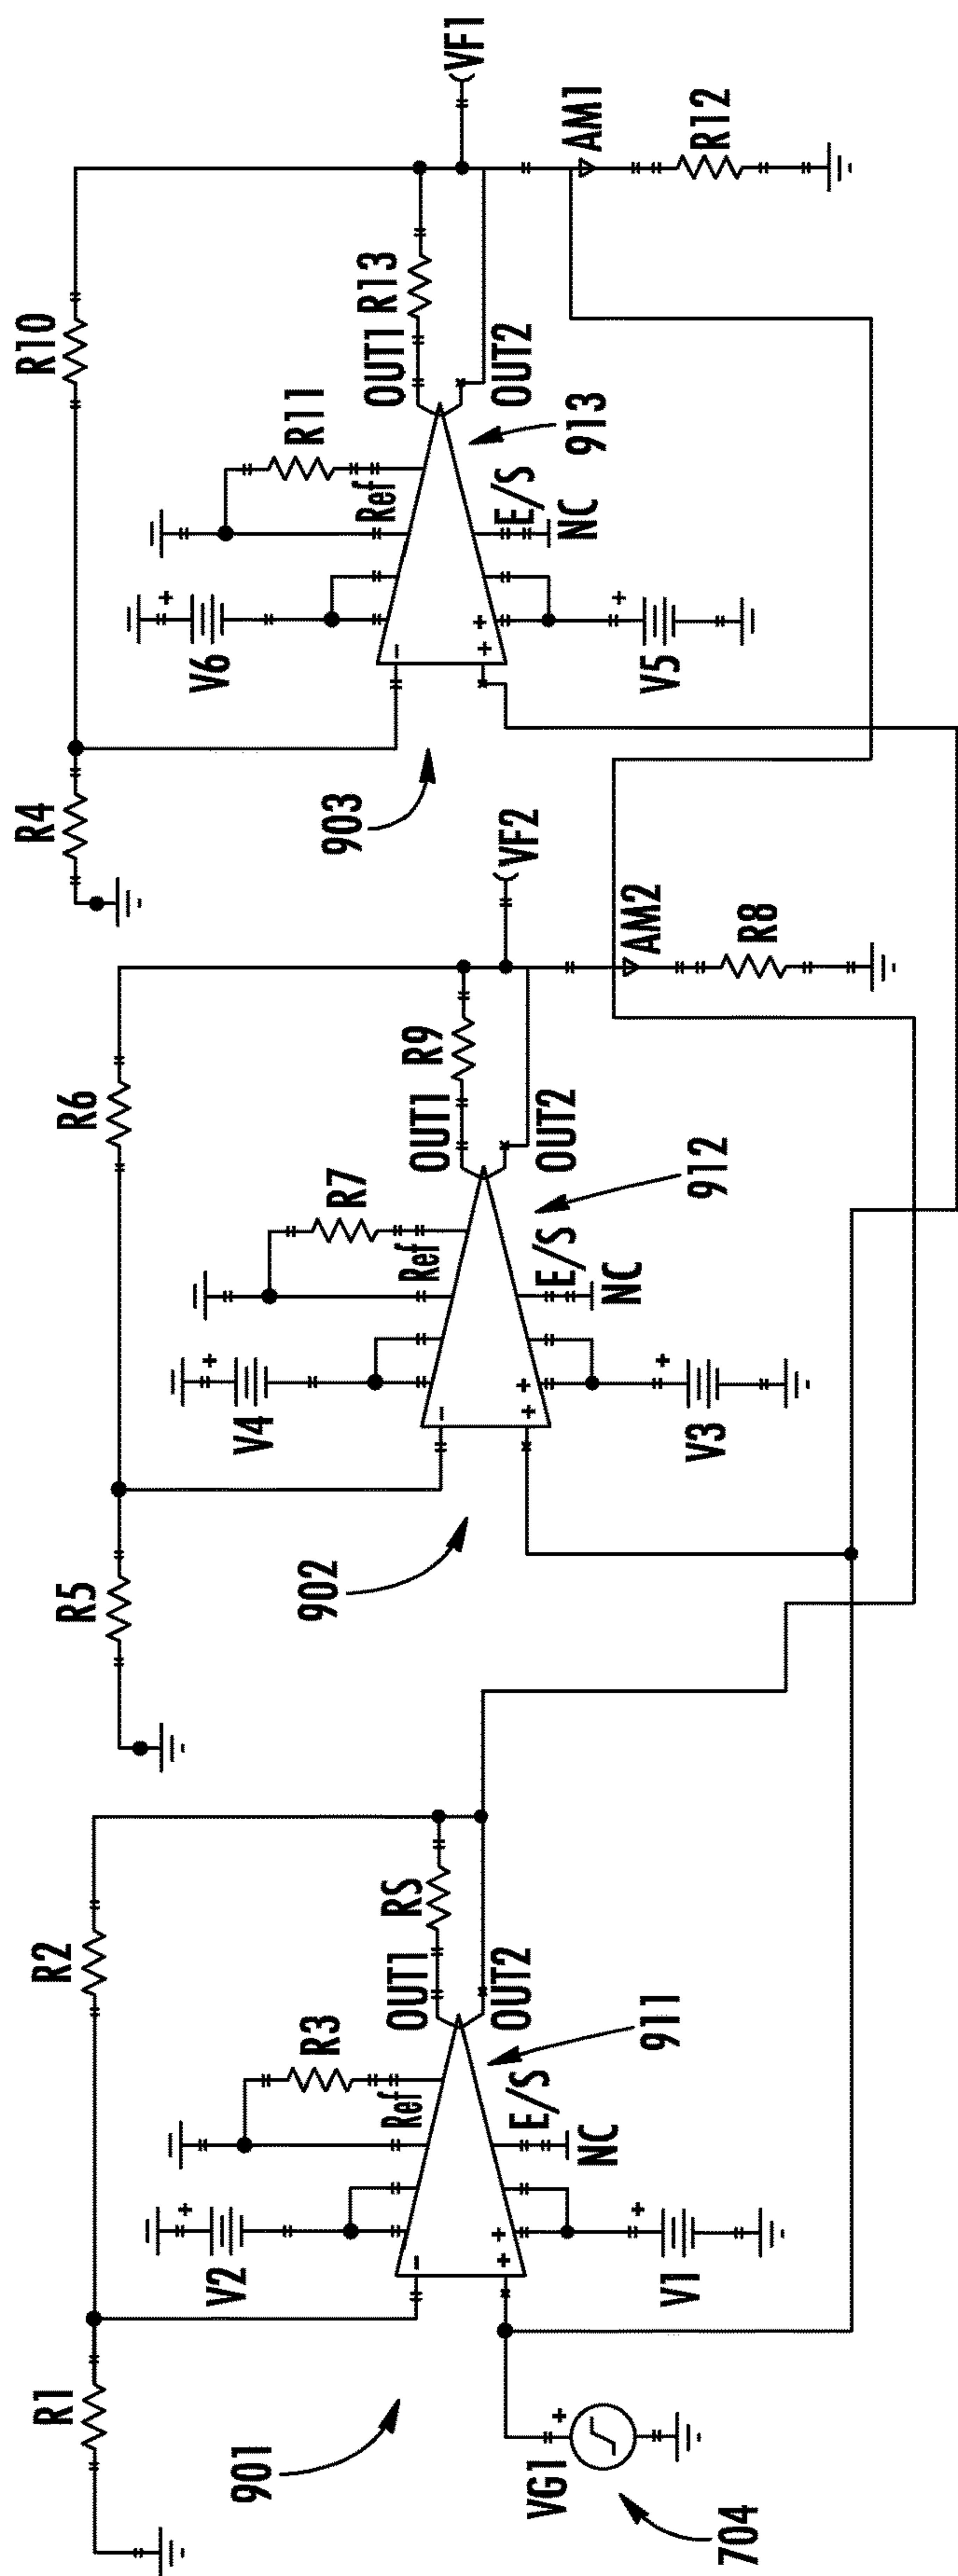 R1
R2
901
VG1
704
V2
R3
Ref
RS
OUT1
OUT2
911
E/S
NC
V1
-
+
+
+
+
+
R5
R6
902
V4
R7
Ref
R9
OUT1
OUT2
912
E/S
NC
V3
VF2
AM2
R8
-
+
+
+
+
R4
R10
903
V6
R11
Ref
R13
OUT1
OUT2
913
E/S
NC
V5
VF1
AM1
R12
-
+
+
+
+